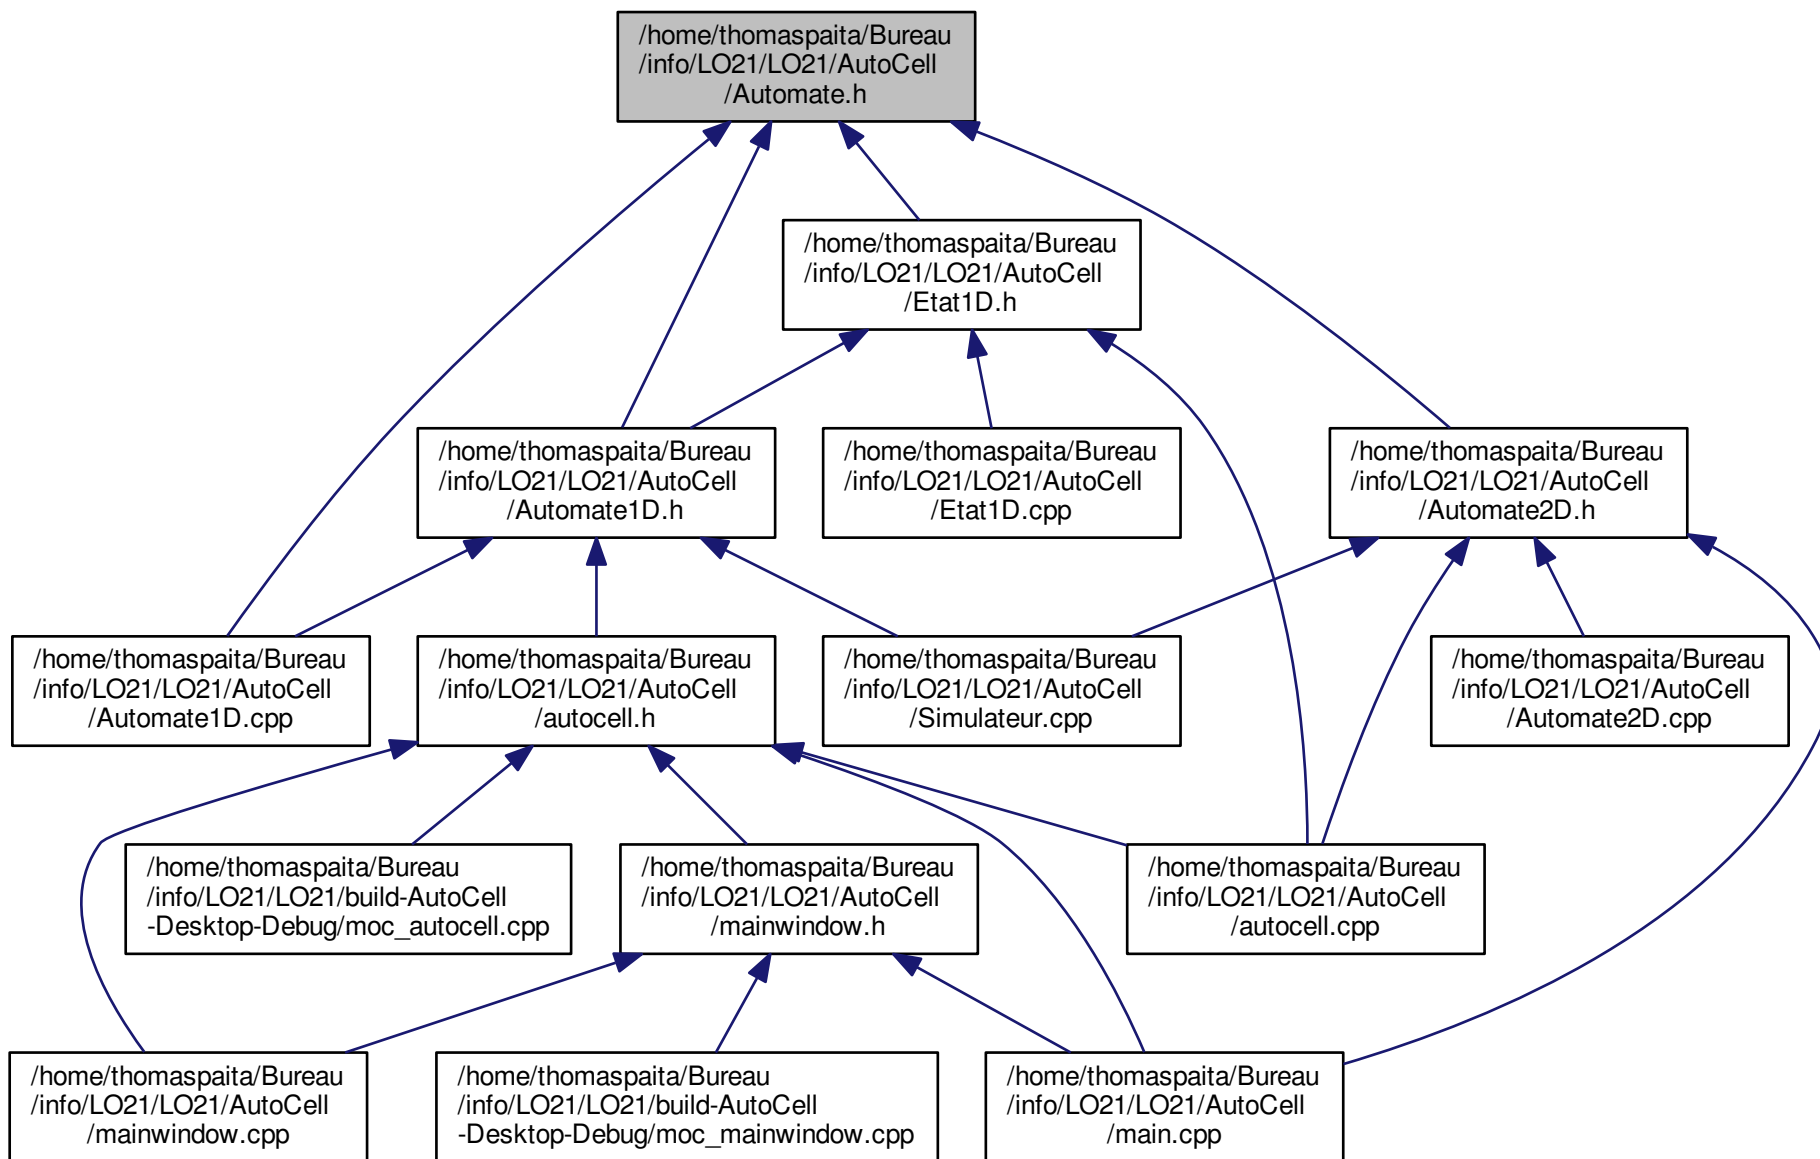 /home/thomaspaita/Bureau
/info/LO21/LO21/AutoCell
/Automate.h
/home/thomaspaita/Bureau
/info/LO21/LO21/AutoCell
/Etat1D.h
/home/thomaspaita/Bureau
/info/LO21/LO21/AutoCell
/Automate1D.h
/home/thomaspaita/Bureau
/info/LO21/LO21/AutoCell
/Etat1D.cpp
/home/thomaspaita/Bureau
/info/LO21/LO21/AutoCell
/Automate2D.h
/home/thomaspaita/Bureau
/info/LO21/LO21/AutoCell
/Automate1D.cpp
/home/thomaspaita/Bureau
/info/LO21/LO21/AutoCell
/autocell.h
/home/thomaspaita/Bureau
/info/LO21/LO21/AutoCell
/Simulateur.cpp
/home/thomaspaita/Bureau
/info/LO21/LO21/AutoCell
/Automate2D.cpp
/home/thomaspaita/Bureau
/info/LO21/LO21/build-AutoCell
-Desktop-Debug/moc_autocell.cpp
/home/thomaspaita/Bureau
/info/LO21/LO21/AutoCell
/mainwindow.h
/home/thomaspaita/Bureau
/info/LO21/LO21/AutoCell
/autocell.cpp
/home/thomaspaita/Bureau
/info/LO21/LO21/AutoCell
/mainwindow.cpp
/home/thomaspaita/Bureau
/info/LO21/LO21/build-AutoCell
-Desktop-Debug/moc_mainwindow.cpp
/home/thomaspaita/Bureau
/info/LO21/LO21/AutoCell
/main.cpp